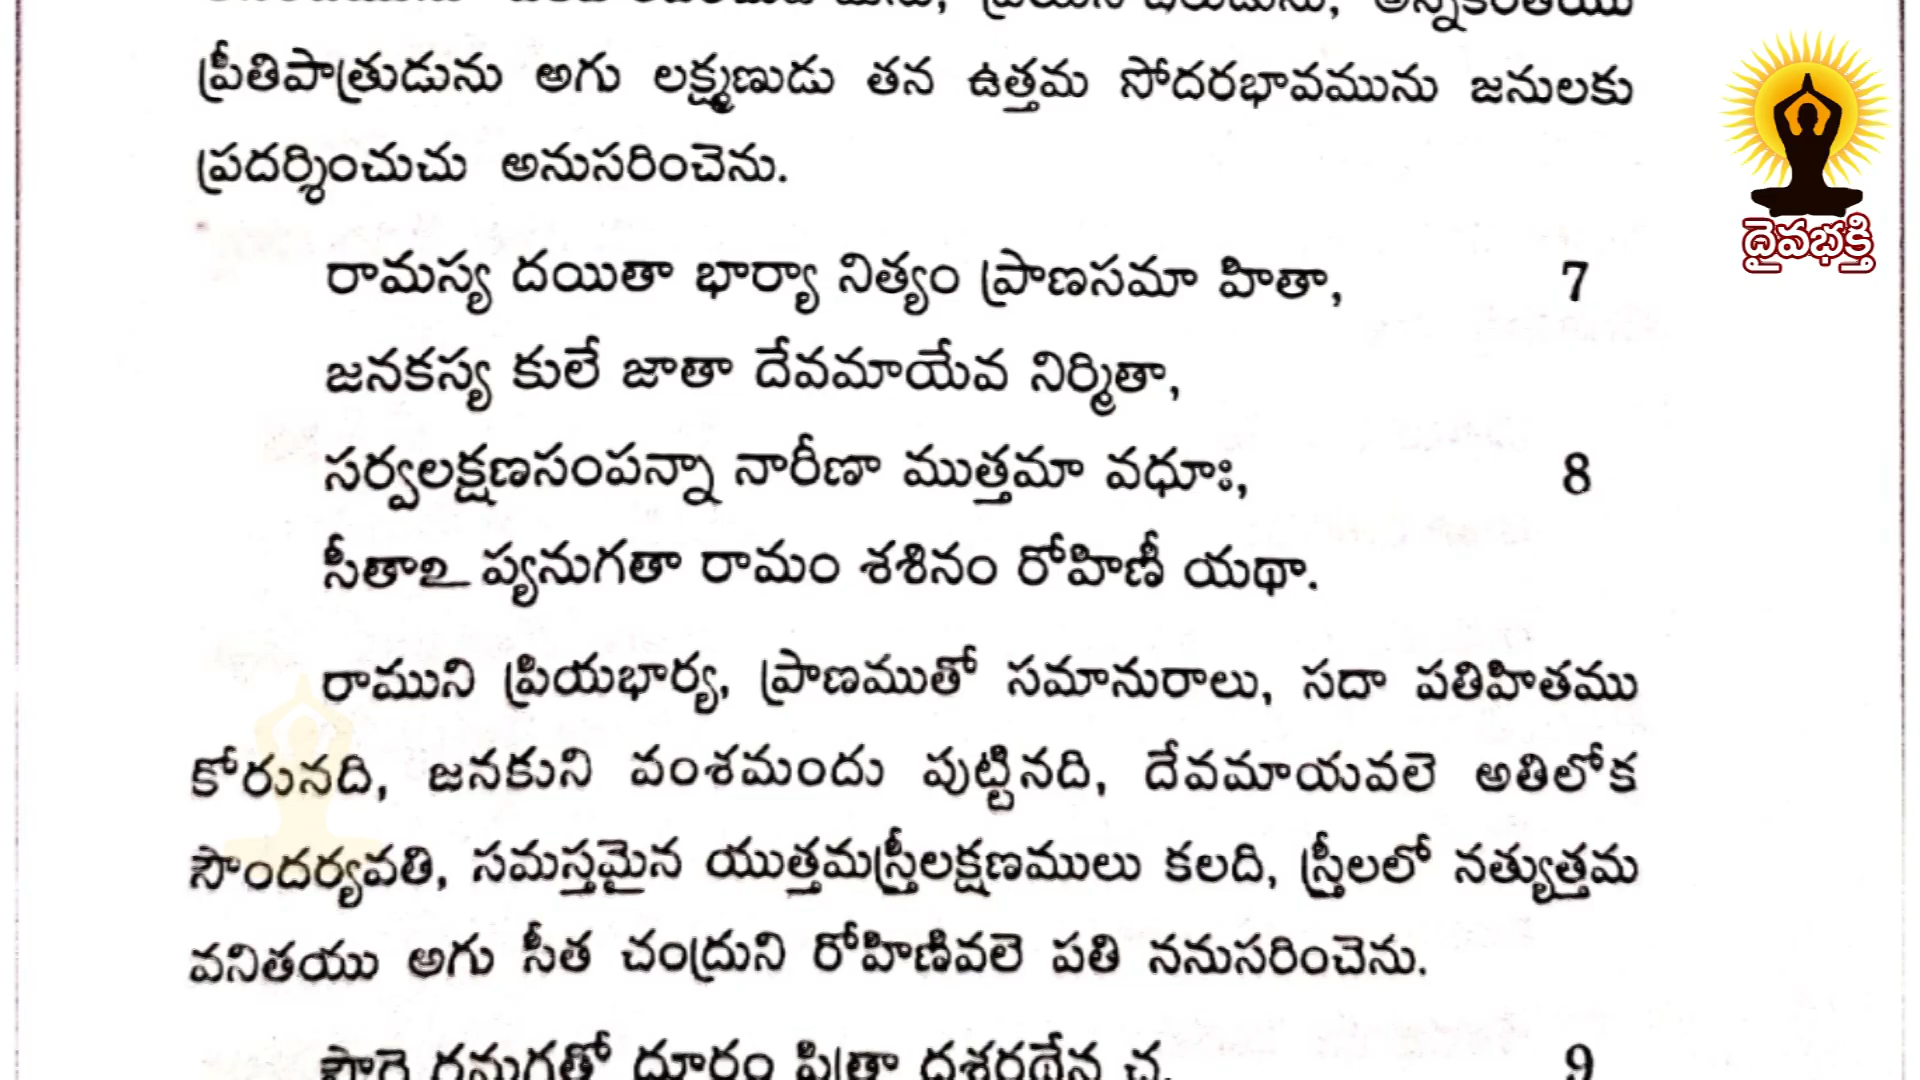 ప్రీతిపాత్రుడును అగు లక్ష్మణుడు తన ఉత్తమ సోదరభావమును జనులకు
ప్రదర్శించుచు అనుసరించెను.
రామస్య దయితా భార్యా నిత్యం ప్రాణసమా హితా, 7
జనకస్య కులే జాతా దేవమాయేవ నిర్మితా,
సర్వలక్షణసంపన్నా నారీణా ముత్తమా వధూః, 8
సీతాఽ ప్యనుగతా రామం శశినం రోహిణీ యథా.
రాముని ప్రియభార్య, ప్రాణముతో సమానురాలు, సదా పతిహితము
కోరునది, జనకుని వంశమందు పుట్టినది, దేవమాయవలె అతిలోక
సౌందర్యవతి, సమస్తమైన యుత్తమస్త్రీలక్షణములు కలది, స్త్రీలలో నత్యుత్తమ
వనితయు అగు సీత చంద్రుని రోహిణివలె పతి ననుసరించెను.
పౌరై రనుగతో దూరం పిత్రా దశరథేన చ, 9
దైవభక్తి